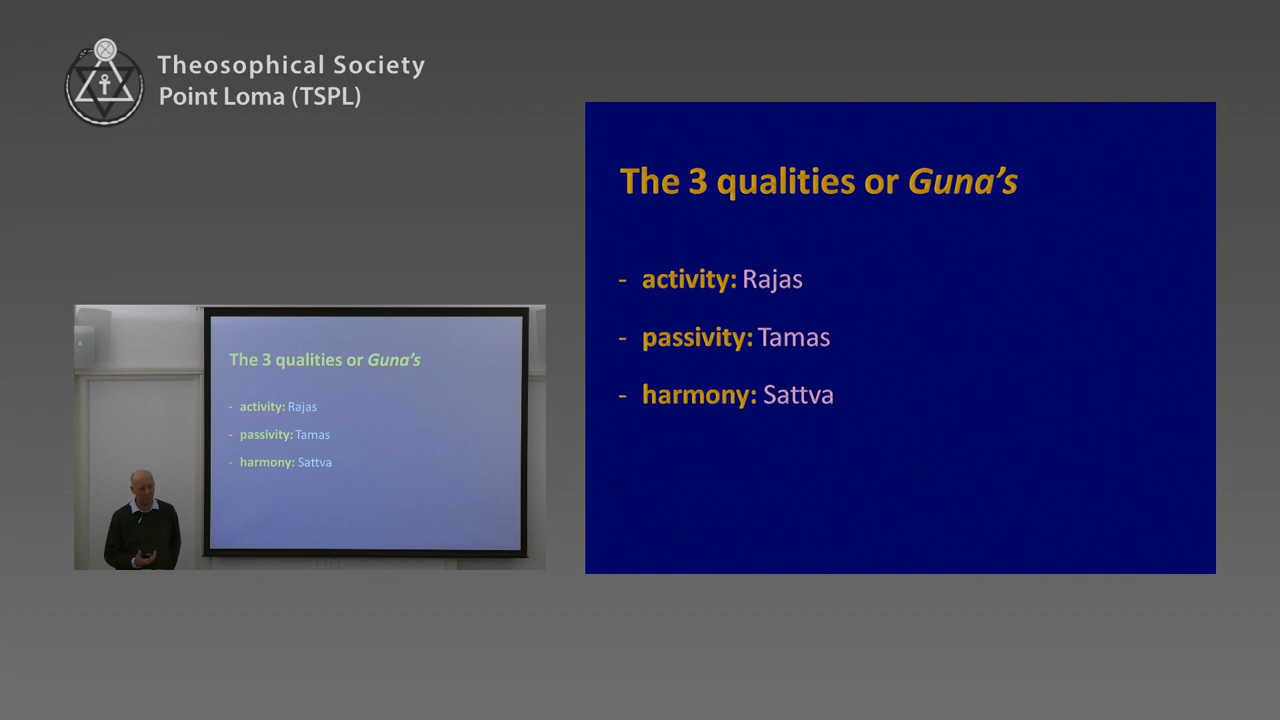 Theosophical Society
Point Loma (TSPL)
The 3 qualities or Guna's
- activity: Rajas
- passivity: Tamas
- harmony: Sattva
The 3 qualities or Guna's
- activity: Rajas
- passivity: Tamas
- harmony: Sattva